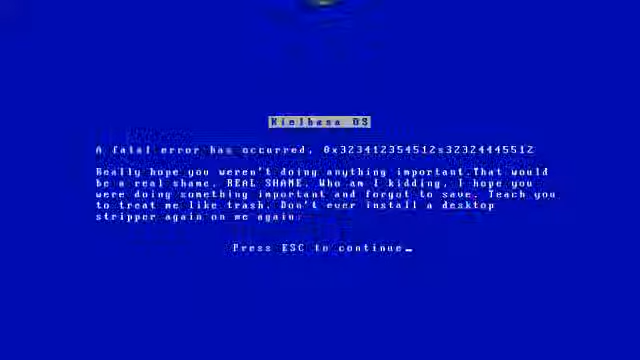 Kielbasa OS
A fatal error has occurred, 0x323412354512s32324445512
Really hope you weren't doing anything important.That would
be a real shame. REAL SHAME. Who am I kidding, I hope you
were doing something important and forgot to save. Teach you
to treat me like trash. Don't ever install a desktop
stripper again on me again.
Press ESC to continue_